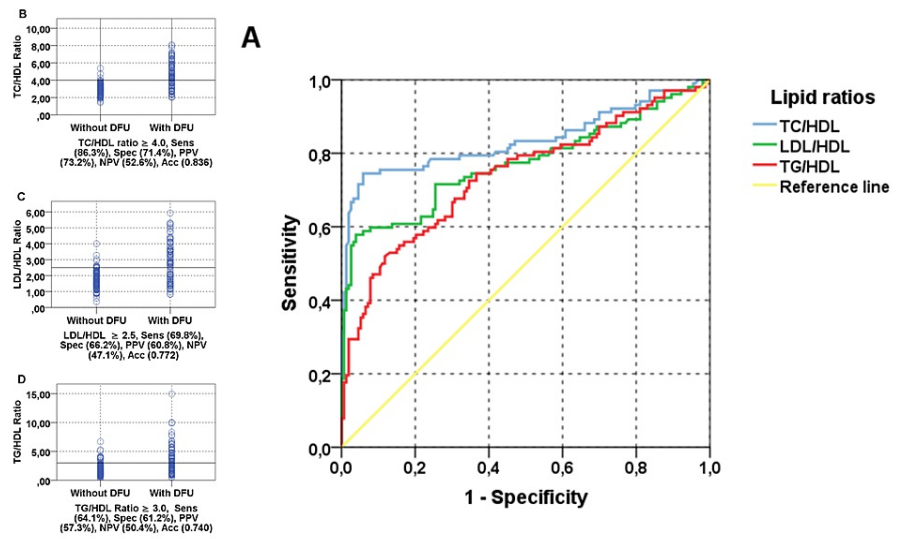 B
TC/HDL Ratio
10,00
8,00
6,00
4,00
2,00
,00
Without DFU With DFU
TC/HDL ratio ≥ 4.0, Sens
(86.3%), Spec (71.4%), PPV
73.2%), NPV (52.6%), Acc (0.836)
C
LDL/HDL Ratio
6,00
5,00
4,00
3,00
2,00
1,00
,00
Without DFU With DFU
LDL/HDL ≥ 2.5, Sens (69.8%),
Spec (66.2%), PPV (60.8%), NPV
(47.1%), Acc (0.772)
D
TG/HDL Ratio
15,00
10,00
5,00
,00
Without DFU With DFU
TG/HDL Ratio ≥ 3.0, Sens
(64.1%), Spec (61.2%), PPV
(57.3%), NPV (50.4%), Acc (0.740)
A
Sensitivity
1,0
0,8
0,6
0,4
0,2
0,0
0,0 0,2 0,4 0,6 0,8 1,0
1 - Specificity
Lipid ratios
TC/HDL
LDL/HDL
TG/HDL
Reference line